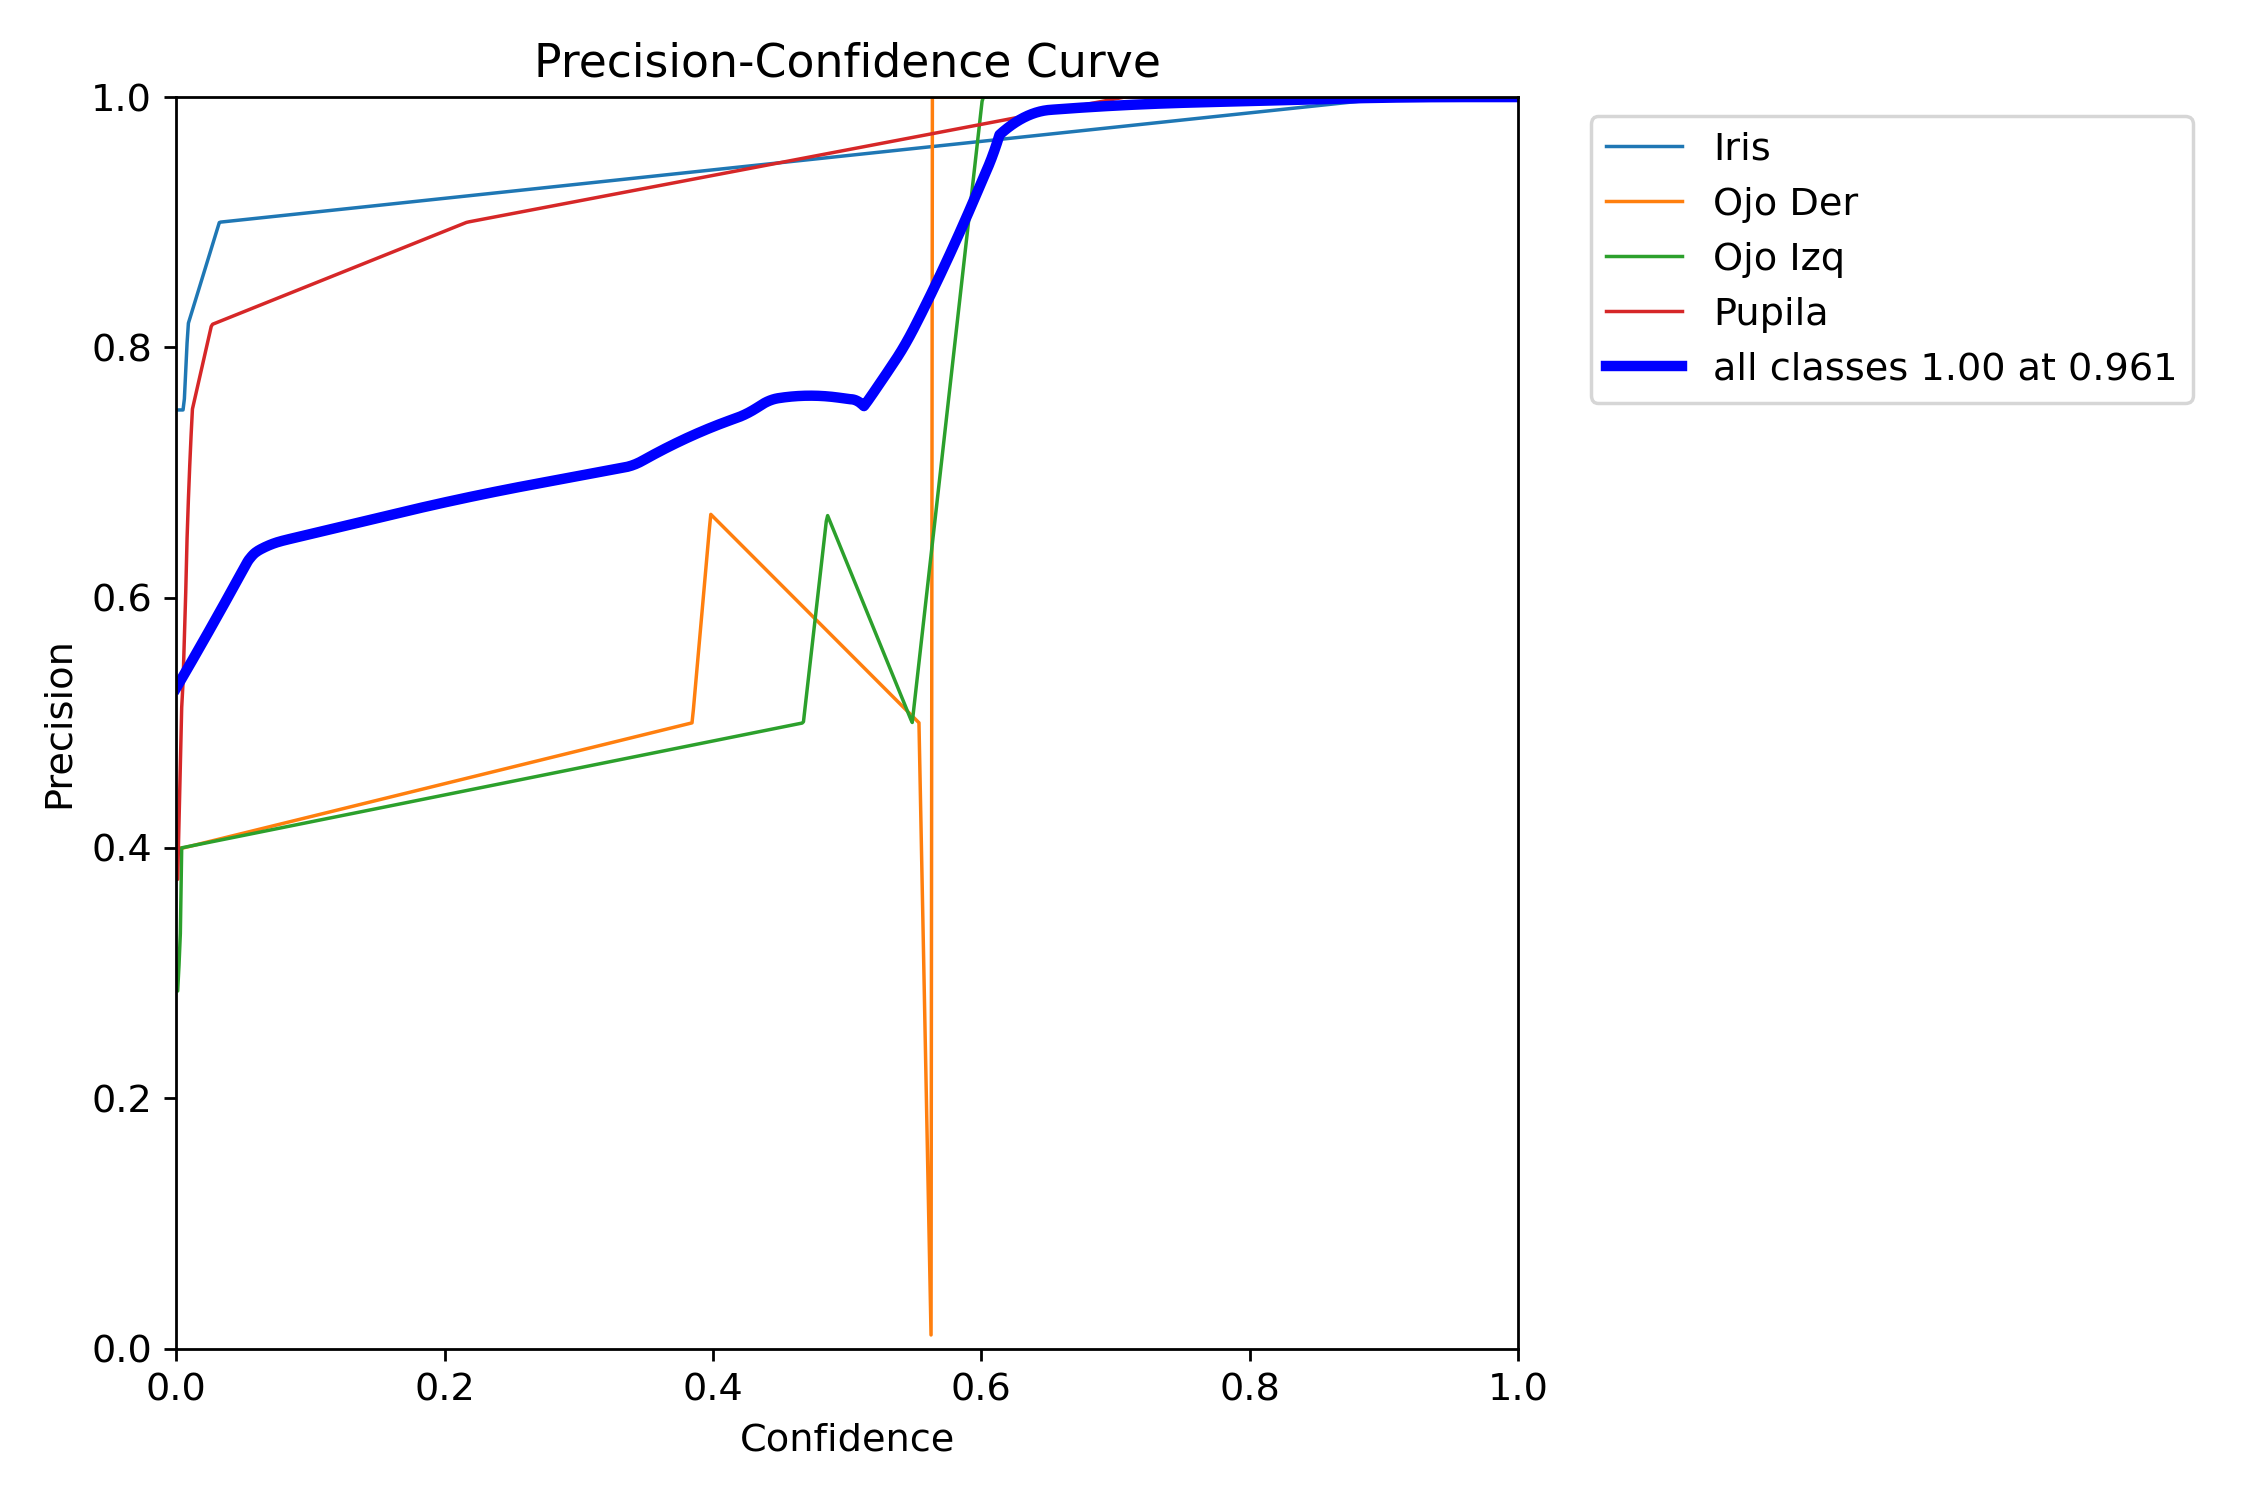 Precision-Confidence Curve
1.0
0.8
0.6
0.4
0.2
0.0
Precision
0.0 0.2 0.4 0.6 0.8 1.0
Confidence
Iris
Ojo Der
Ojo Izq
Pupila
all classes 1.00 at 0.961